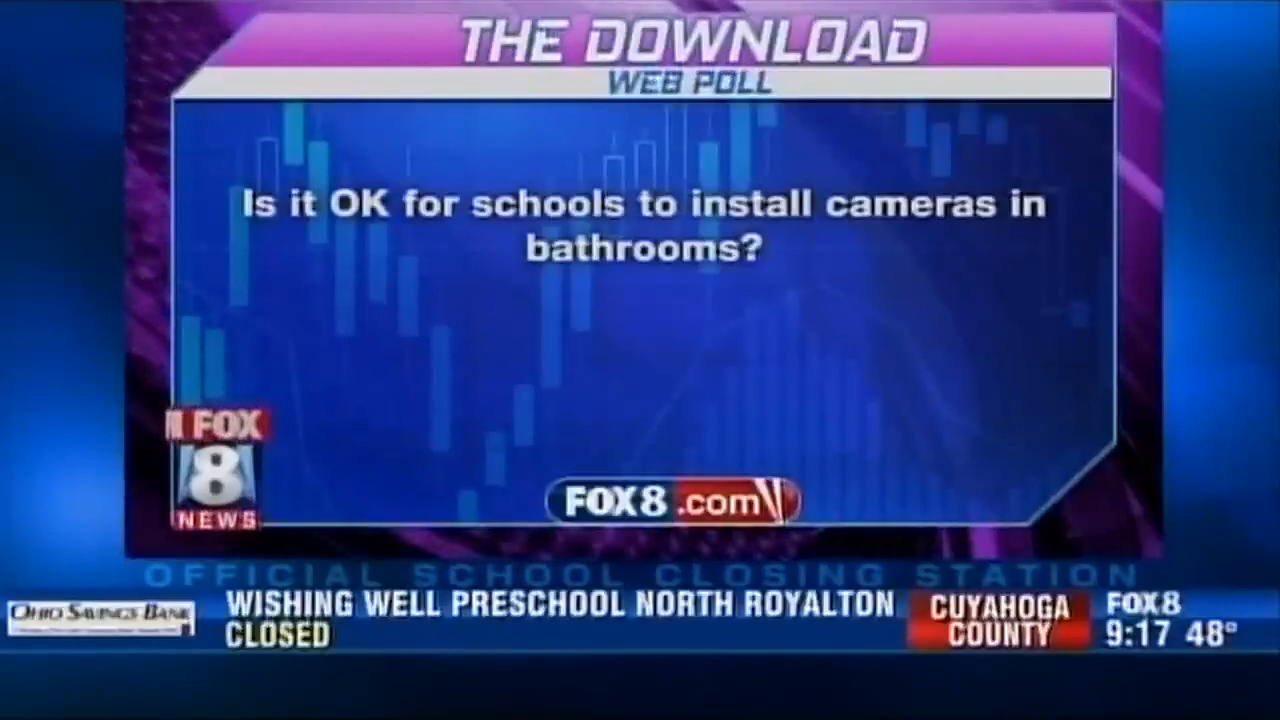 THE DOWNLOAD
WEB POLL
Is it OK for schools to install cameras in
bathrooms?
FOX
8
NEWS
FOX8.com
OFFICIAL SCHOOL CLOSING STATION
OHIO SAVINGS BANK
WISHING WELL PRESCHOOL NORTH ROYALTON
CLOSED
CUYAHOGA
COUNTY
FOX8
9:17 48°